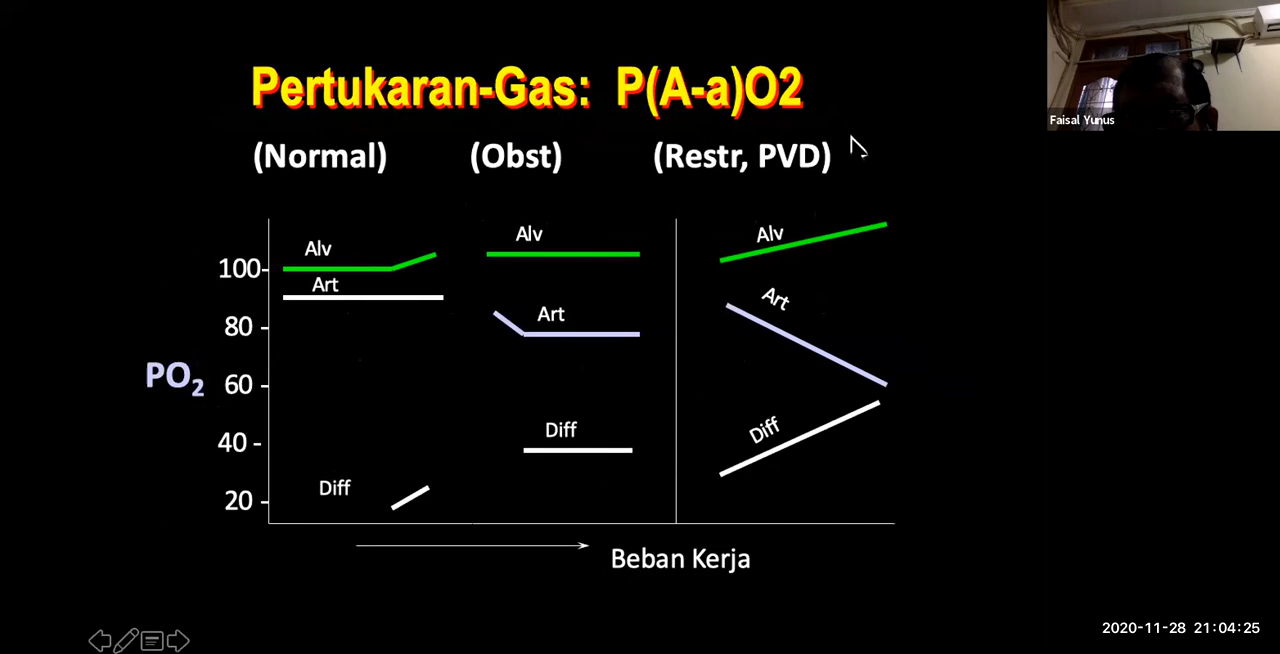 Pertukaran-Gas: P(A-a)O2
Faisal Yunus
(Normal) (Obst) (Restr, PVD)
Alv Alv Alv
100-
Art Art Art
80 -
PO2 60 -
40 - Diff Diff
20 - Diff
Beban Kerja
2020-11-28 21:04:25